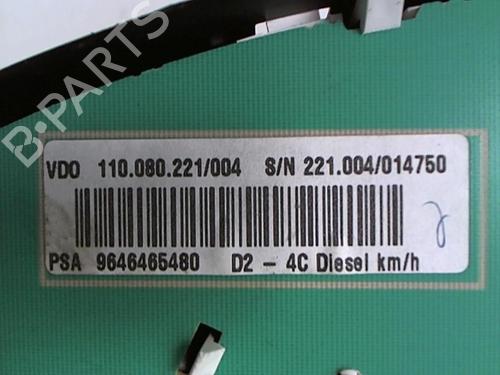 B-PARTS
VDO 110.080.221/004 S/N 221.004/014750
PSA 9646465480 D2 - 4C Diesel km/h